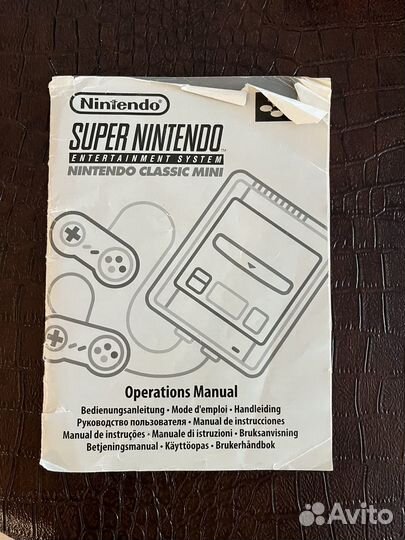 Nintendo
SUPER NINTENDO™
ENTERTAINMENT SYSTEM
NINTENDO CLASSIC MINI
Operations Manual
Bedienungsanleitung • Mode d'emploi • Handleiding
Руководство пользователя • Manual de instrucciones
Manual de instruções • Manuale di istruzioni • Bruksanvisning
Betjeningsmanual • Käyttöopas • Brukerhåndbok
Avito